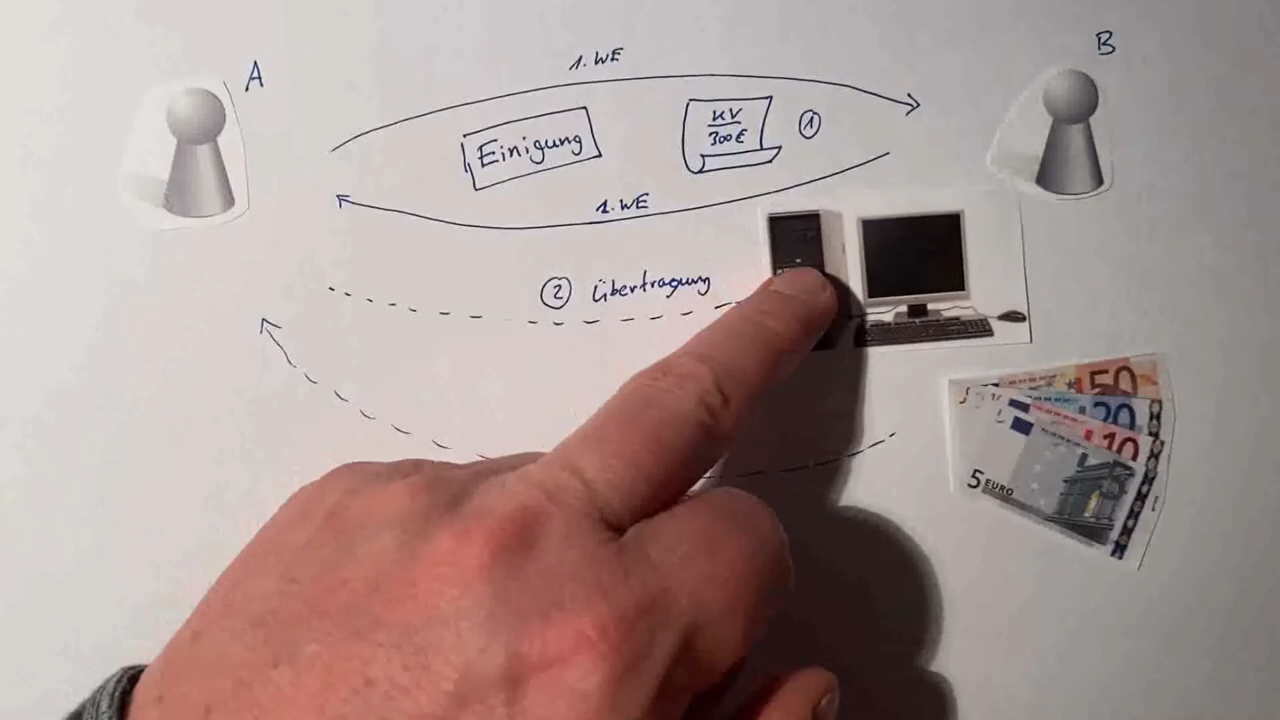 A
1. WE
B
Einigung
KV
300 €
1
1. WE
2 Übertragung
50
20
10
5 EURO